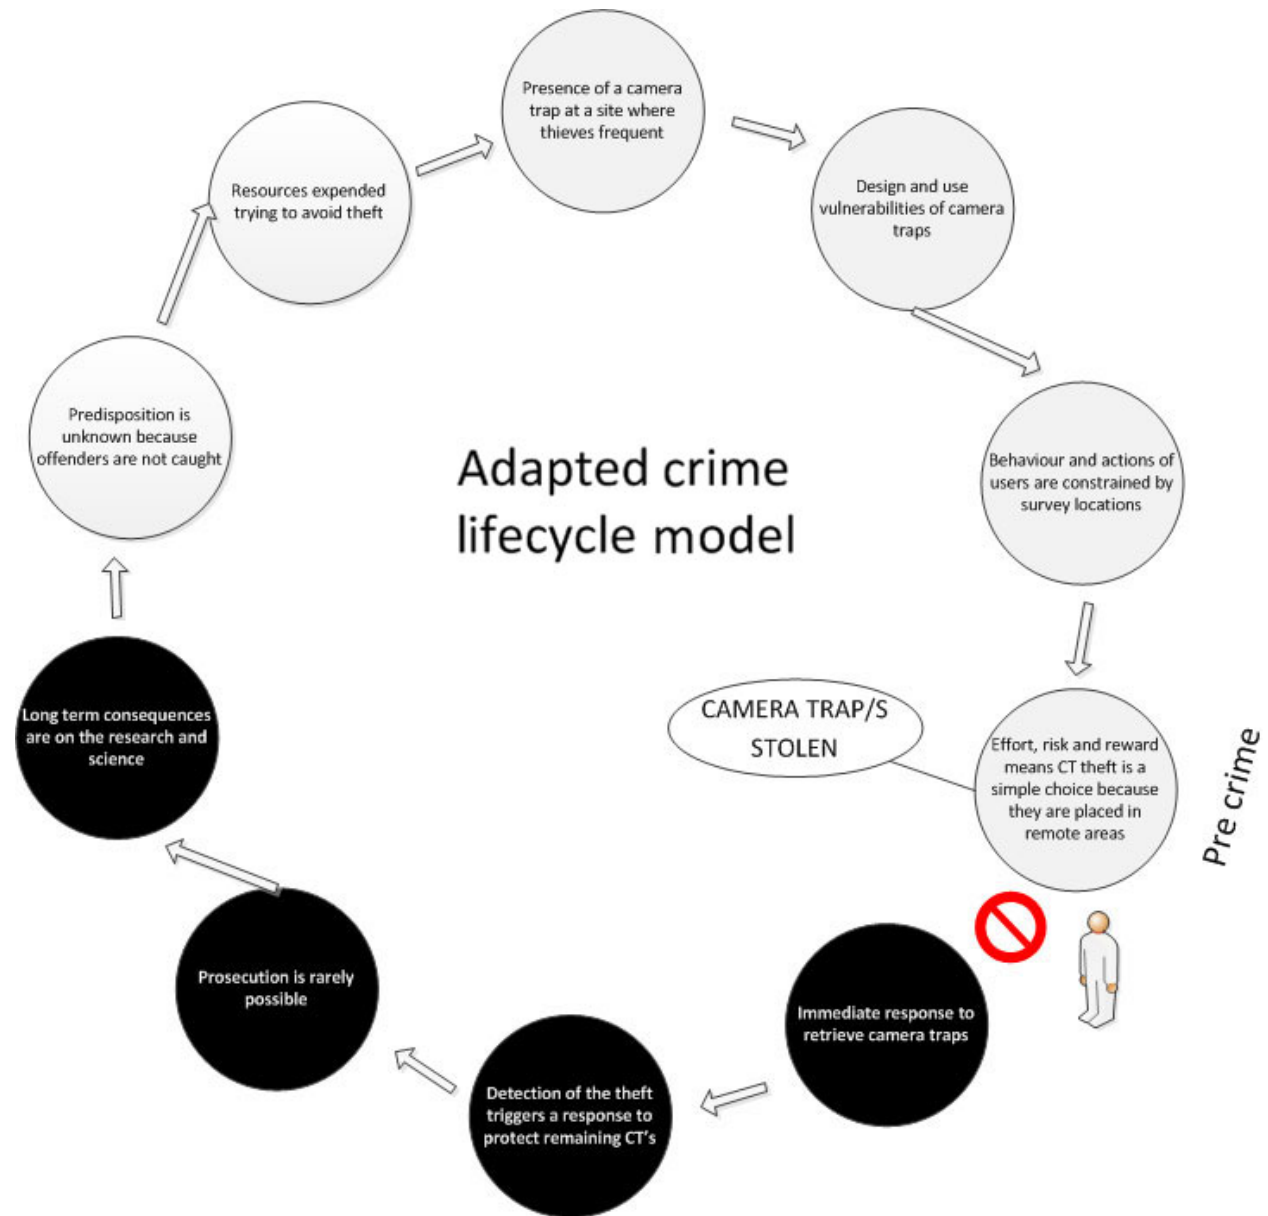 Presence of a camera
trap at a site where
thieves frequent
Design and use
vulnerabilities of camera
traps
Behaviour and actions of
users are constrained by
survey locations
Effort, risk and reward
means CT theft is a
simple choice because
they are placed in
remote areas
Pre crime
CAMERA TRAP/S
STOLEN
Immediate response to
retrieve camera traps
Detection of the theft
triggers a response to
protect remaining CT's
Prosecution is rarely
possible
Long term consequences
are on the research and
science
Predisposition is
unknown because
offenders are not caught
Resources expended
trying to avoid theft
Adapted crime
lifecycle model